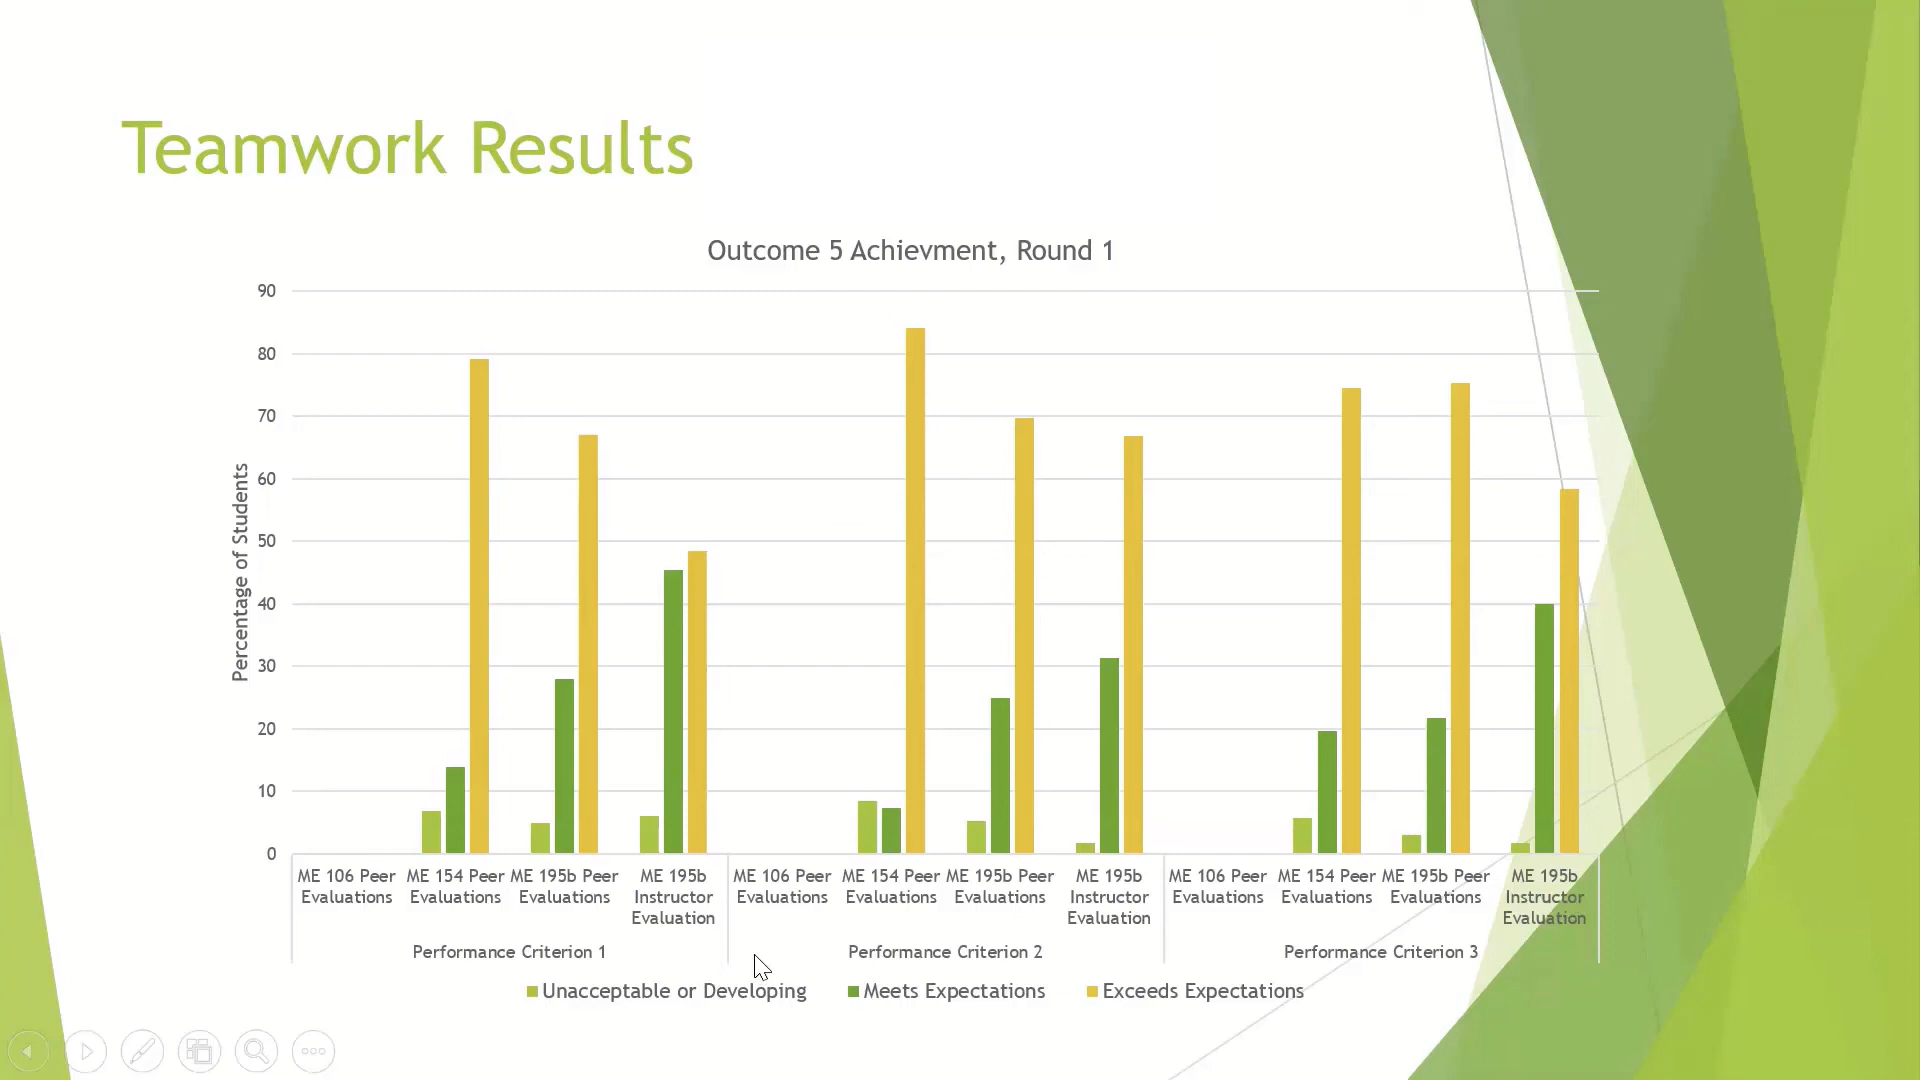 Teamwork Results
Outcome 5 Achievment, Round 1
Percentage of Students
90
80
70
60
50
40
30
20
10
0
ME 106 Peer Evaluations
ME 154 Peer Evaluations
ME 195b Peer Evaluations
ME 195b Instructor Evaluation
ME 106 Peer Evaluations
ME 154 Peer Evaluations
ME 195b Peer Evaluations
ME 195b Instructor Evaluation
ME 106 Peer Evaluations
ME 154 Peer Evaluations
ME 195b Peer Evaluations
ME 195b Instructor Evaluation
Performance Criterion 1
Performance Criterion 2
Performance Criterion 3
Unacceptable or Developing
Meets Expectations
Exceeds Expectations